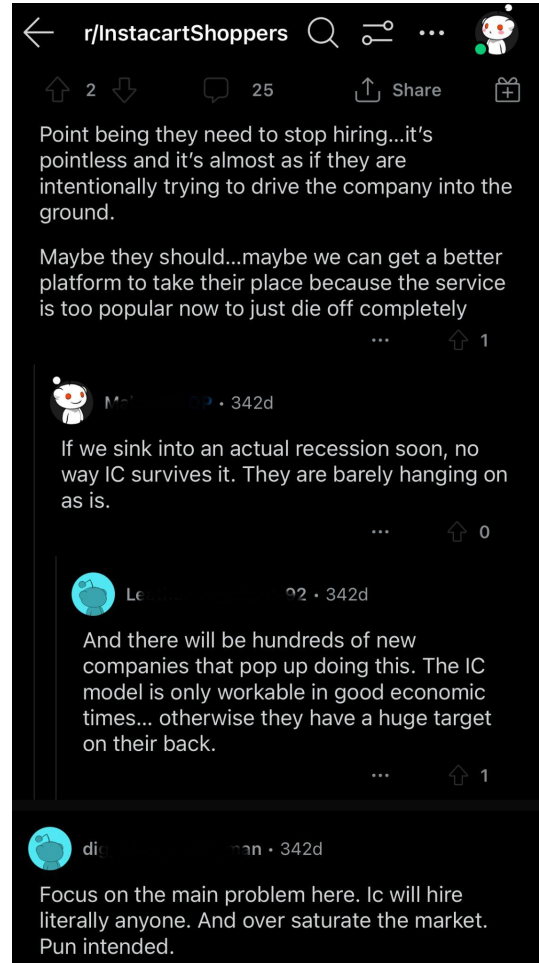 r/InstacartShoppers
2
25
Share
Point being they need to stop hiring...it's
pointless and it's almost as if they are
intentionally trying to drive the company into the
ground.
Maybe they should...maybe we can get a better
platform to take their place because the service
is too popular now to just die off completely
1
• 342d
If we sink into an actual recession soon, no
way IC survives it. They are barely hanging on
as is.
0
92 • 342d
And there will be hundreds of new
companies that pop up doing this. The IC
model is only workable in good economic
times... otherwise they have a huge target
on their back.
1
• 342d
Focus on the main problem here. Ic will hire
literally anyone. And over saturate the market.
Pun intended.